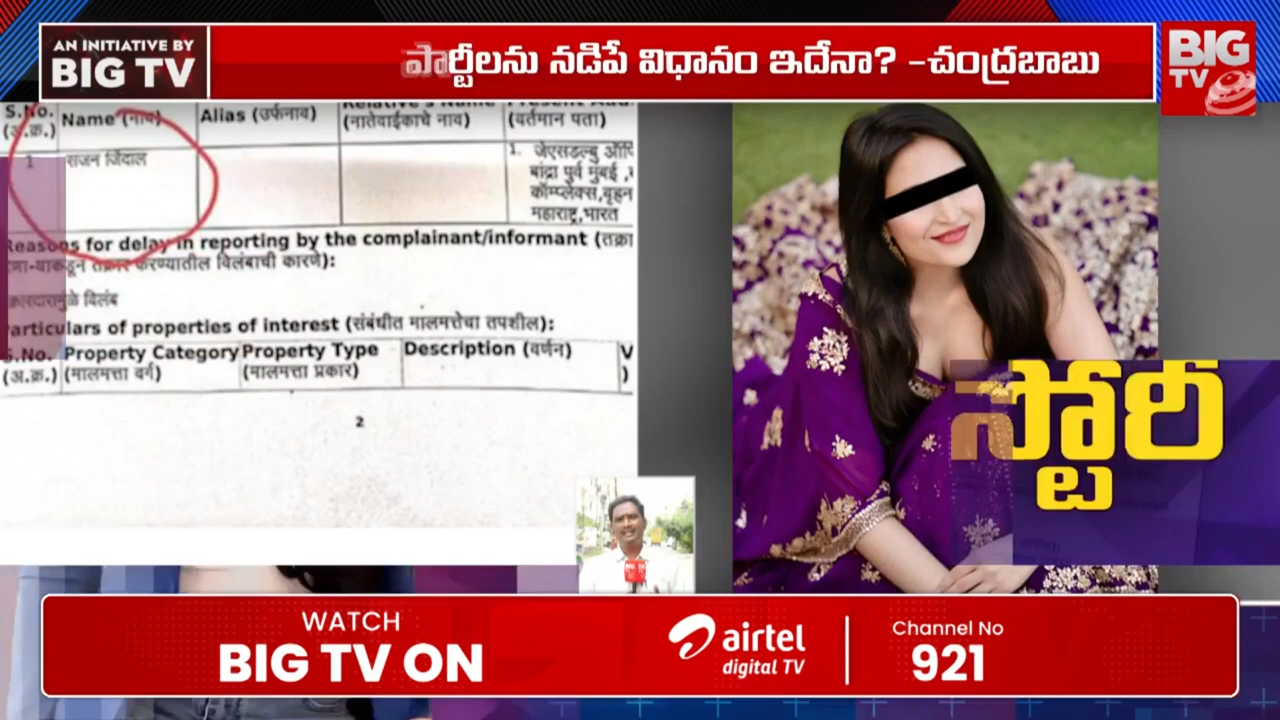 AN INITIATIVE BY
BIG TV
పార్టీలను నడిపే విధానం ఇదేనా? -చంద్రబాబు
BIG
TV
S.No. Name (नाव) Alias (उर्फनाव) Relative's Name
(अ.क्र.) (नातेवाईकाचे नाव) (वर्तमान पता)
1 राजन जिंदाल 1. जेएसडब्लु
बांद्रा पुर्व मुंबई
कॉम्प्लेक्स,
महाराष्ट्र,भारत
Reasons for delay in reporting by the complainant/informant
करण्यातील विलंबाची कारणे):
विलंब
articulars of properties of interest (संबंधीत मालमत्तेचा तपशील):
S.No. Property Category Property Type Description (वर्णन) V
(अ.क्र.) (मालमत्ता वर्ग) (मालमत्ता प्रकार) )
2
స్టోరీ
WATCH
BIG TV ON
airtel
digital TV
Channel No
921